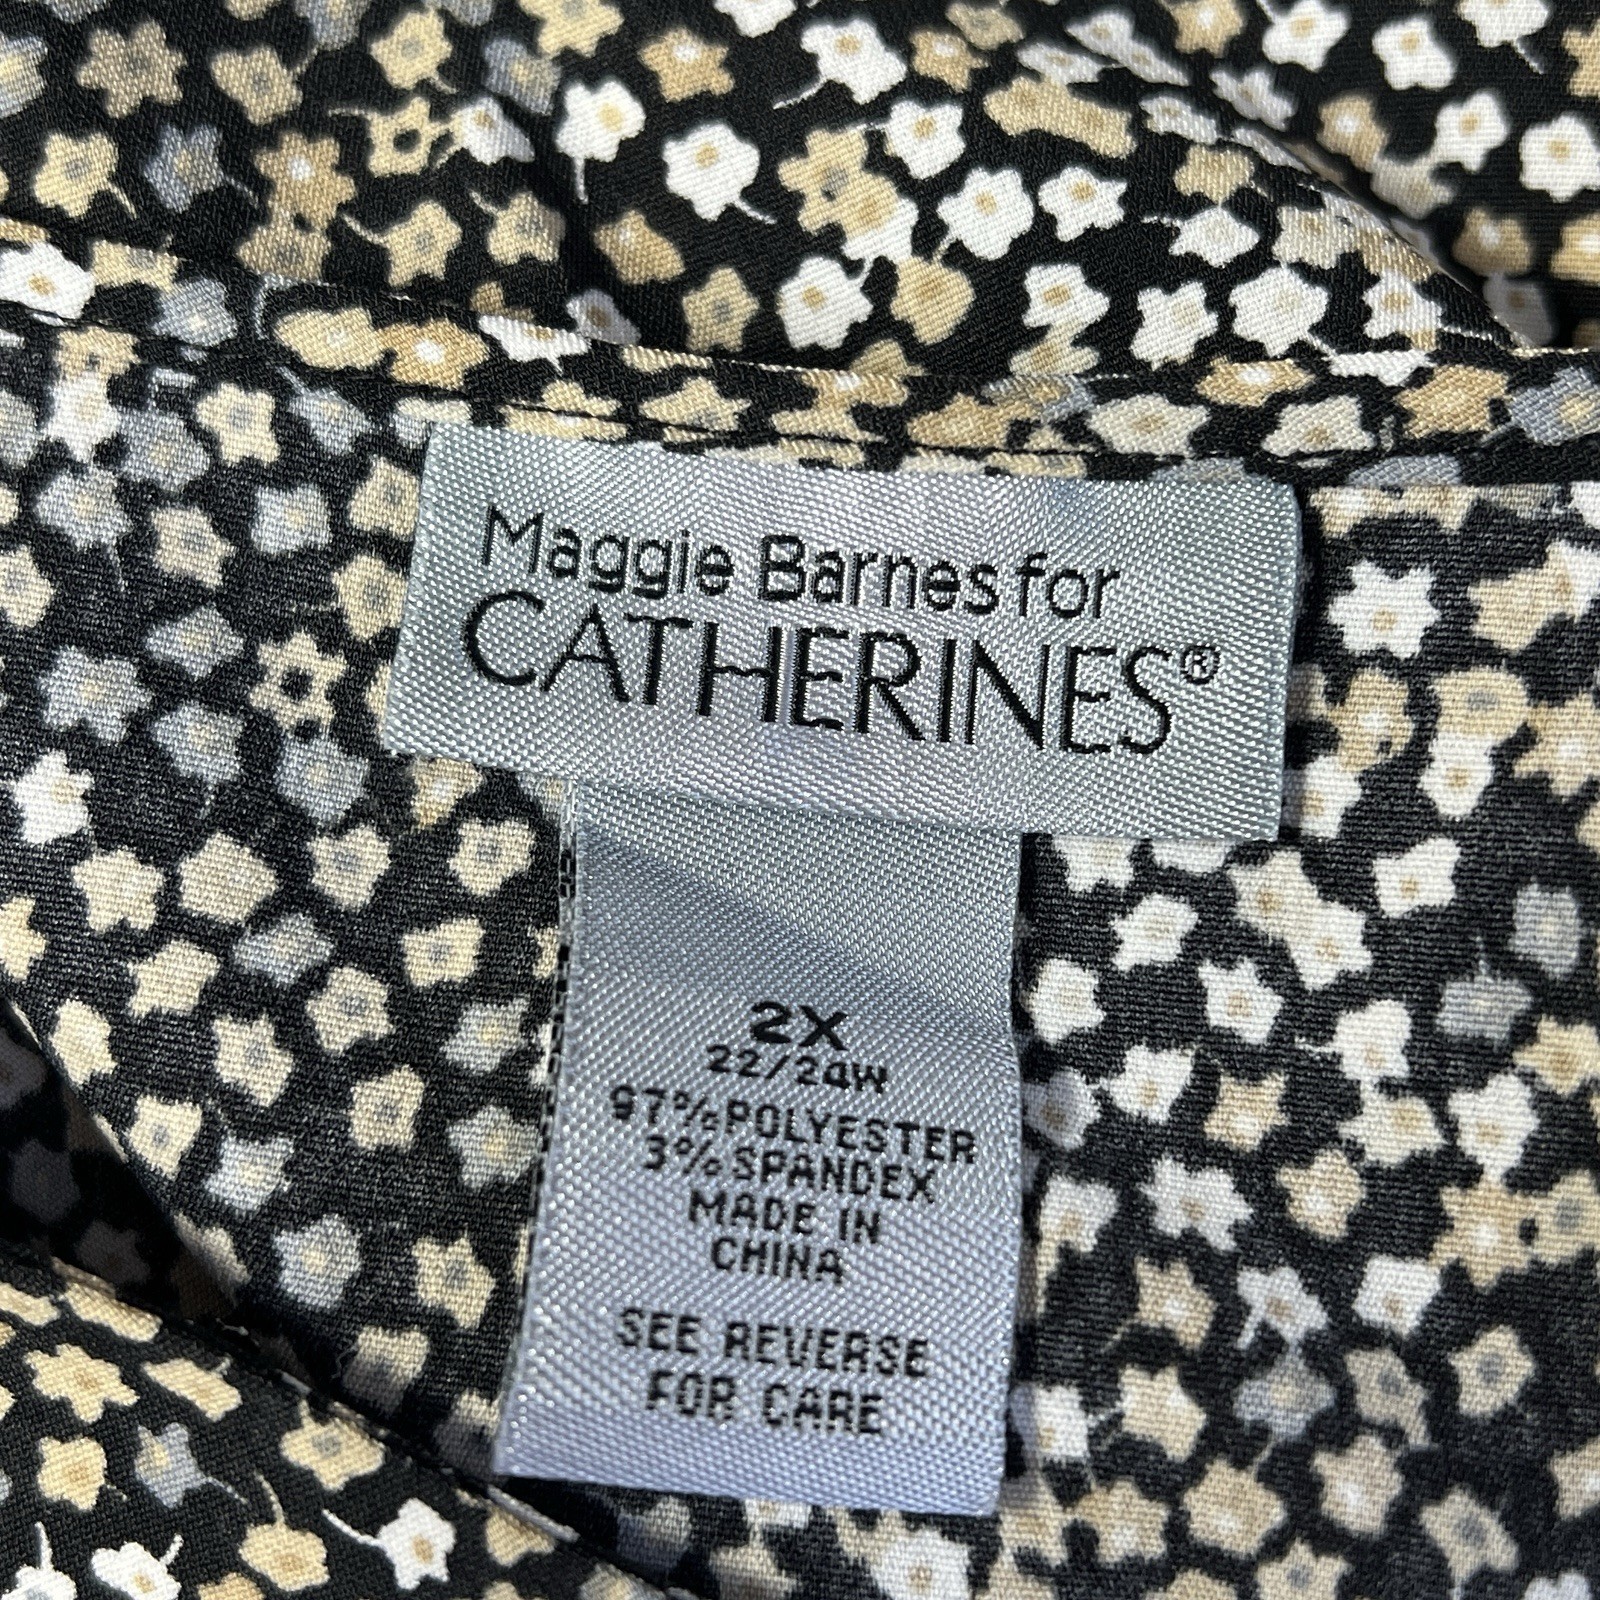 Maggie Barnes for
CATHERINES®
2X
22/24W
97% POLYESTER
3% SPANDEX
MADE IN
CHINA
SEE REVERSE
FOR CARE